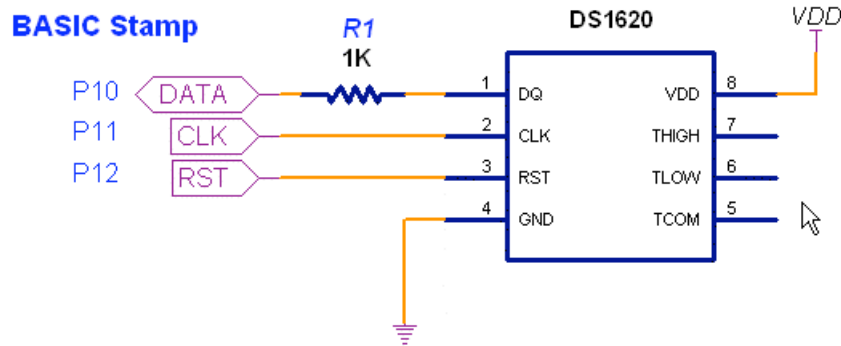 BASIC Stamp
R1
1K
DS1620
VDD
P10 DATA 1 DQ VDD 8
P11 CLK 2 CLK THIGH 7
P12 RST 3 RST TLOW 6
4 GND TCOM 5